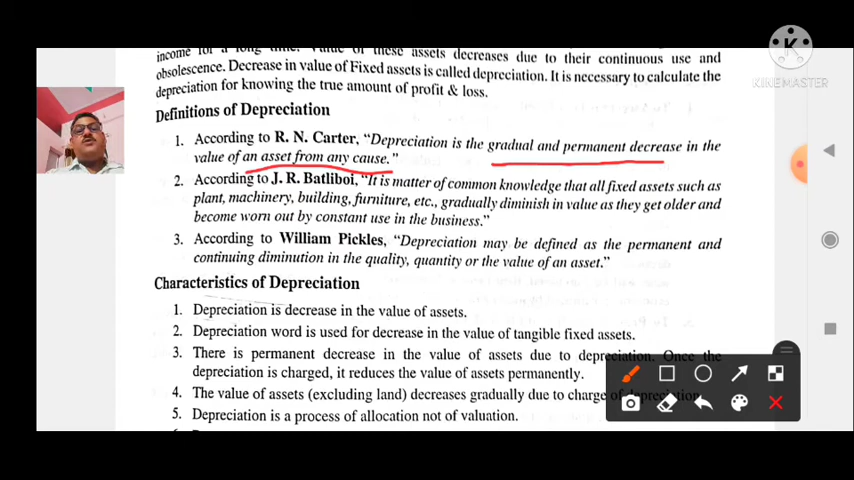 income for a long time. Value of these assets decreases due to their continuous use and
obsolescence. Decrease in value of Fixed assets is called depreciation. It is necessary to calculate the
depreciation for knowing the true amount of profit & loss.
Definitions of Depreciation
1. According to R. N. Carter, “Depreciation is the gradual and permanent decrease in the
value of an asset from any cause.”
2. According to J. R. Batliboi, “It is matter of common knowledge that all fixed assets such as
plant, machinery, building, furniture, etc., gradually diminish in value as they get older and
become worn out by constant use in the business.”
3. According to William Pickles, “Depreciation may be defined as the permanent and
continuing diminution in the quality, quantity or the value of an asset.”
Characteristics of Depreciation
1. Depreciation is decrease in the value of assets.
2. Depreciation word is used for decrease in the value of tangible fixed assets.
3. There is permanent decrease in the value of assets due to depreciation. Once the
depreciation is charged, it reduces the value of assets permanently.
4. The value of assets (excluding land) decreases gradually due to charge of depreciation.
5. Depreciation is a process of allocation not of valuation.
K
KINEMASTER